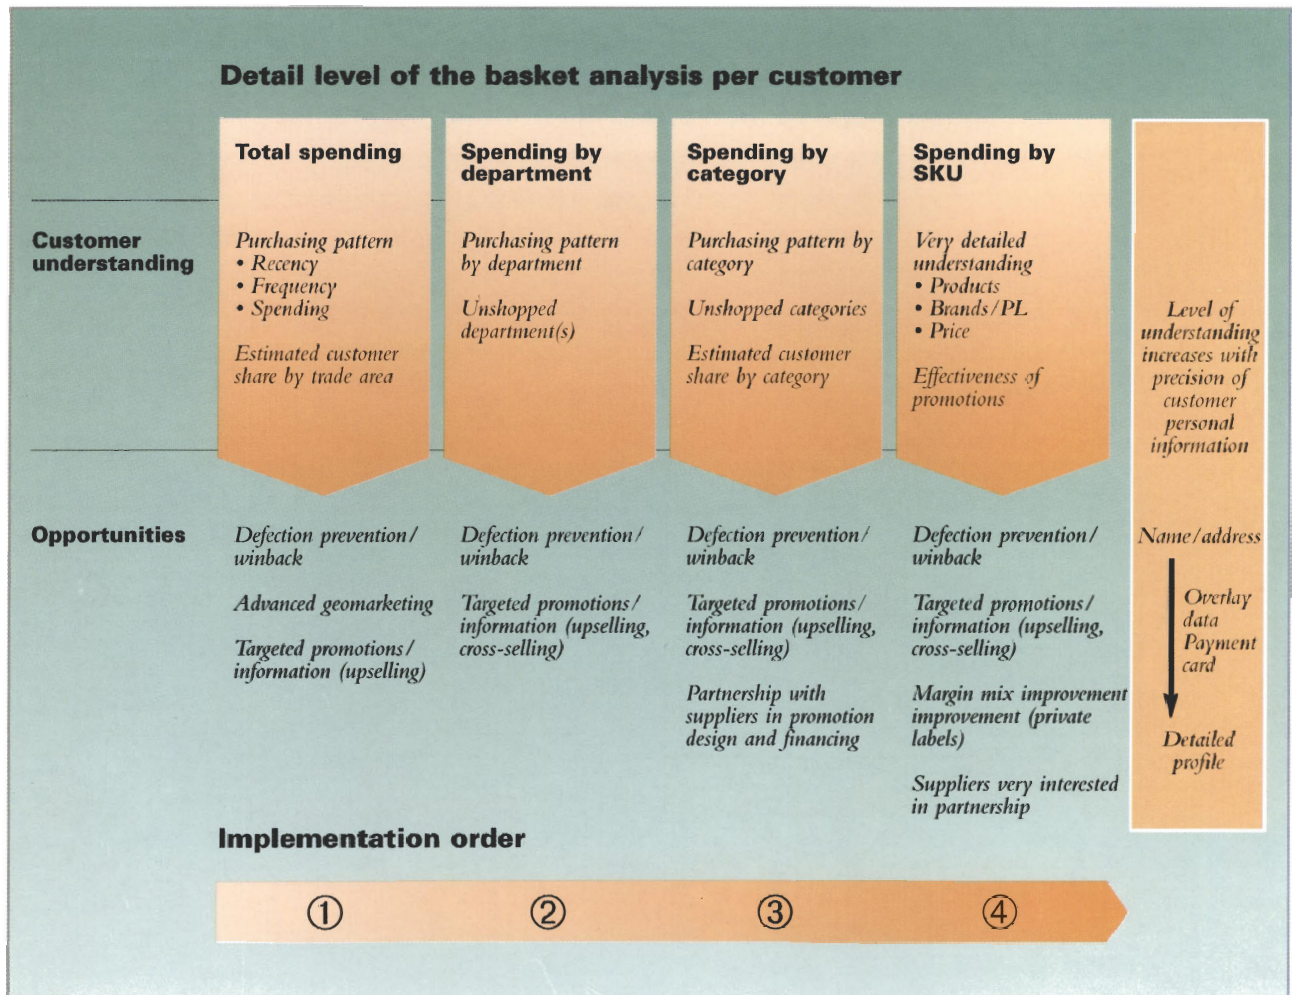 Detail level of the basket analysis per customer
Total spending
Spending by
department
Spending by
category
Spending by
SKU
Customer
understanding
Purchasing pattern
• Recency
• Frequency
• Spending
Estimated customer
share by trade area
Purchasing pattern
by department
Unshopped
department(s)
Purchasing pattern by
category
Unshopped categories
Estimated customer
share by category
Very detailed
understanding
• Products
• Brands/PL
• Price
Effectiveness of
promotions
Level of
understanding
increases with
precision of
customer
personal
information
Opportunities
Defection prevention/
winback
Advanced geomarketing
Targeted promotions/
information (upselling)
Defection prevention/
winback
Targeted promotions/
information (upselling,
cross-selling)
Defection prevention/
winback
Targeted promotions/
information (upselling,
cross-selling)
Partnership with
suppliers in promotion
design and financing
Defection prevention/
winback
Targeted promotions/
information (upselling,
cross-selling)
Margin mix improvement
improvement (private
labels)
Suppliers very interested
in partnership
Name/address
Overlay
data
Payment
card
Detailed
profile
Implementation order
① ② ③ ④